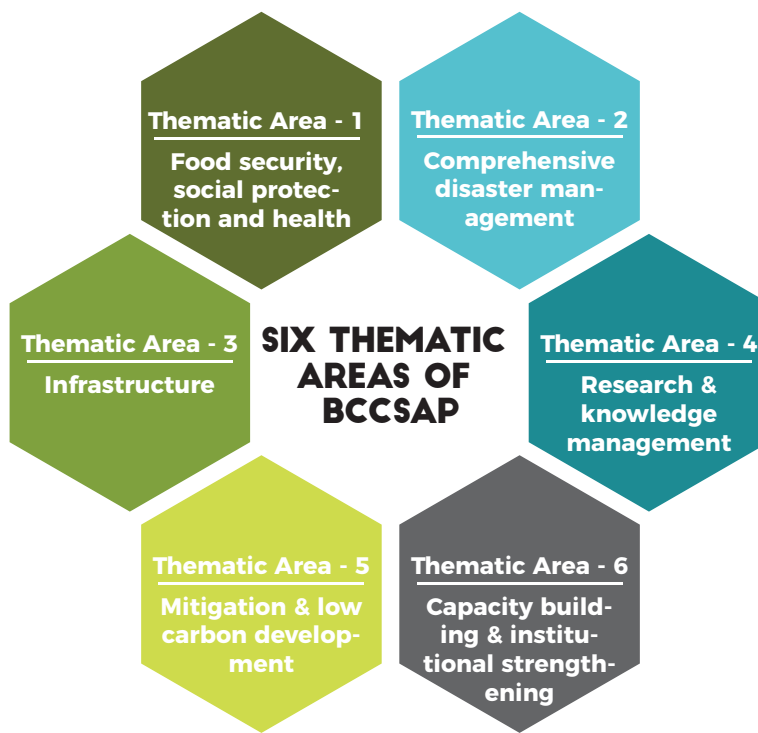 Thematic Area - 1
Food security,
social protec-
tion and health
Thematic Area - 2
Comprehensive
disaster man-
agement
Thematic Area - 3
Infrastructure
SIX THEMATIC
AREAS OF
BCCSAP
Thematic Area - 4
Research &
knowledge
management
Thematic Area - 5
Mitigation & low
carbon develop-
ment
Thematic Area - 6
Capacity build-
ing & institu-
tional strength-
ening